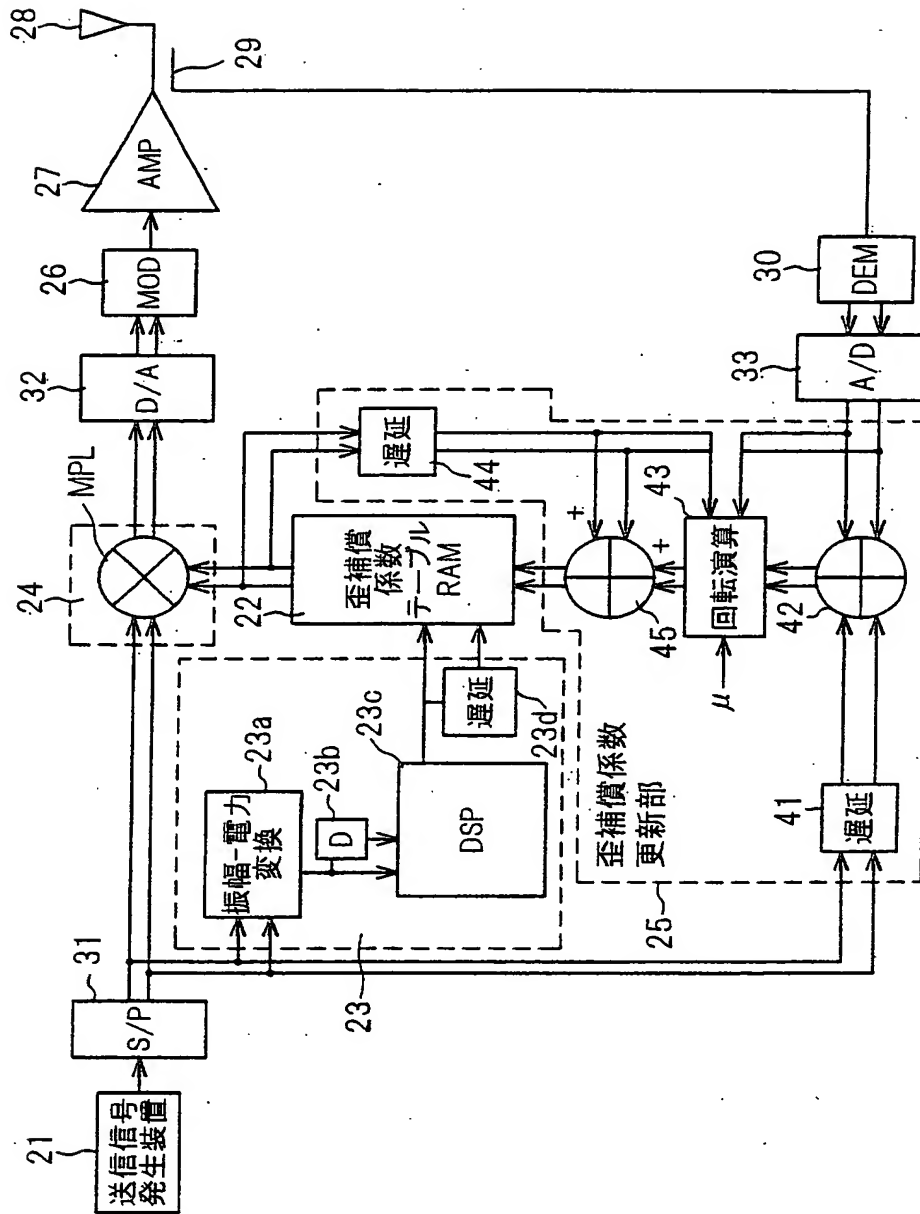 21
送信信号
発生装置
31
S/P
24
MPL
32
D/A
26
MOD
27
AMP
28
29
23
23a
振幅-電力
変換
23b
D
23c
DSP
遅延
23d
22
歪補償
係数
テーブル
RAM
遅延
44
+
+
45
43
回転演算
μ
42
33
A/D
30
DEM
歪補償係数
更新部
25
41
遅延